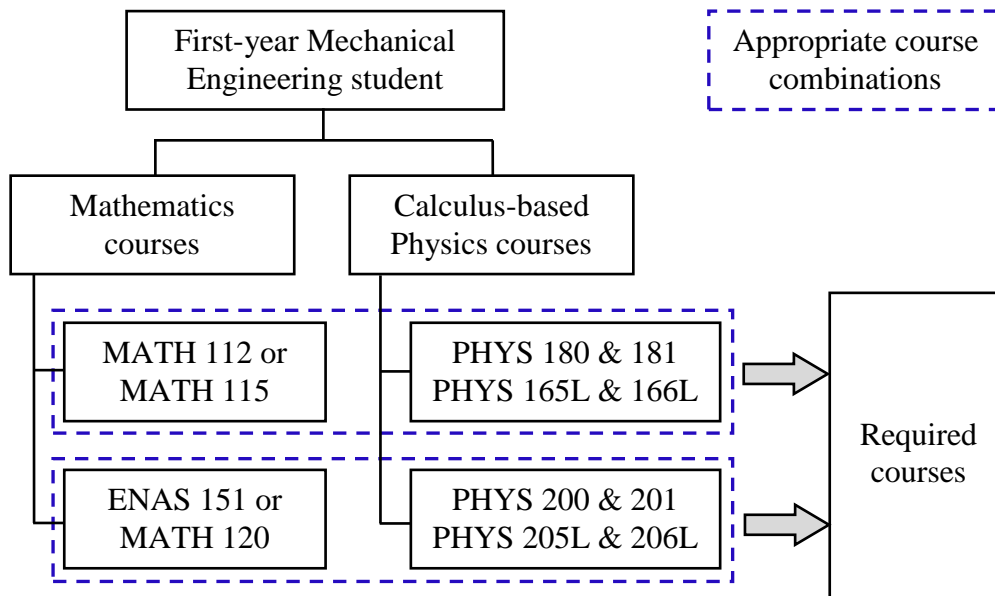 First-year Mechanical
Engineering student
Appropriate course
combinations
Mathematics
courses
Calculus-based
Physics courses
MATH 112 or
MATH 115
PHYS 180 & 181
PHYS 165L & 166L
ENAS 151 or
MATH 120
PHYS 200 & 201
PHYS 205L & 206L
Required
courses